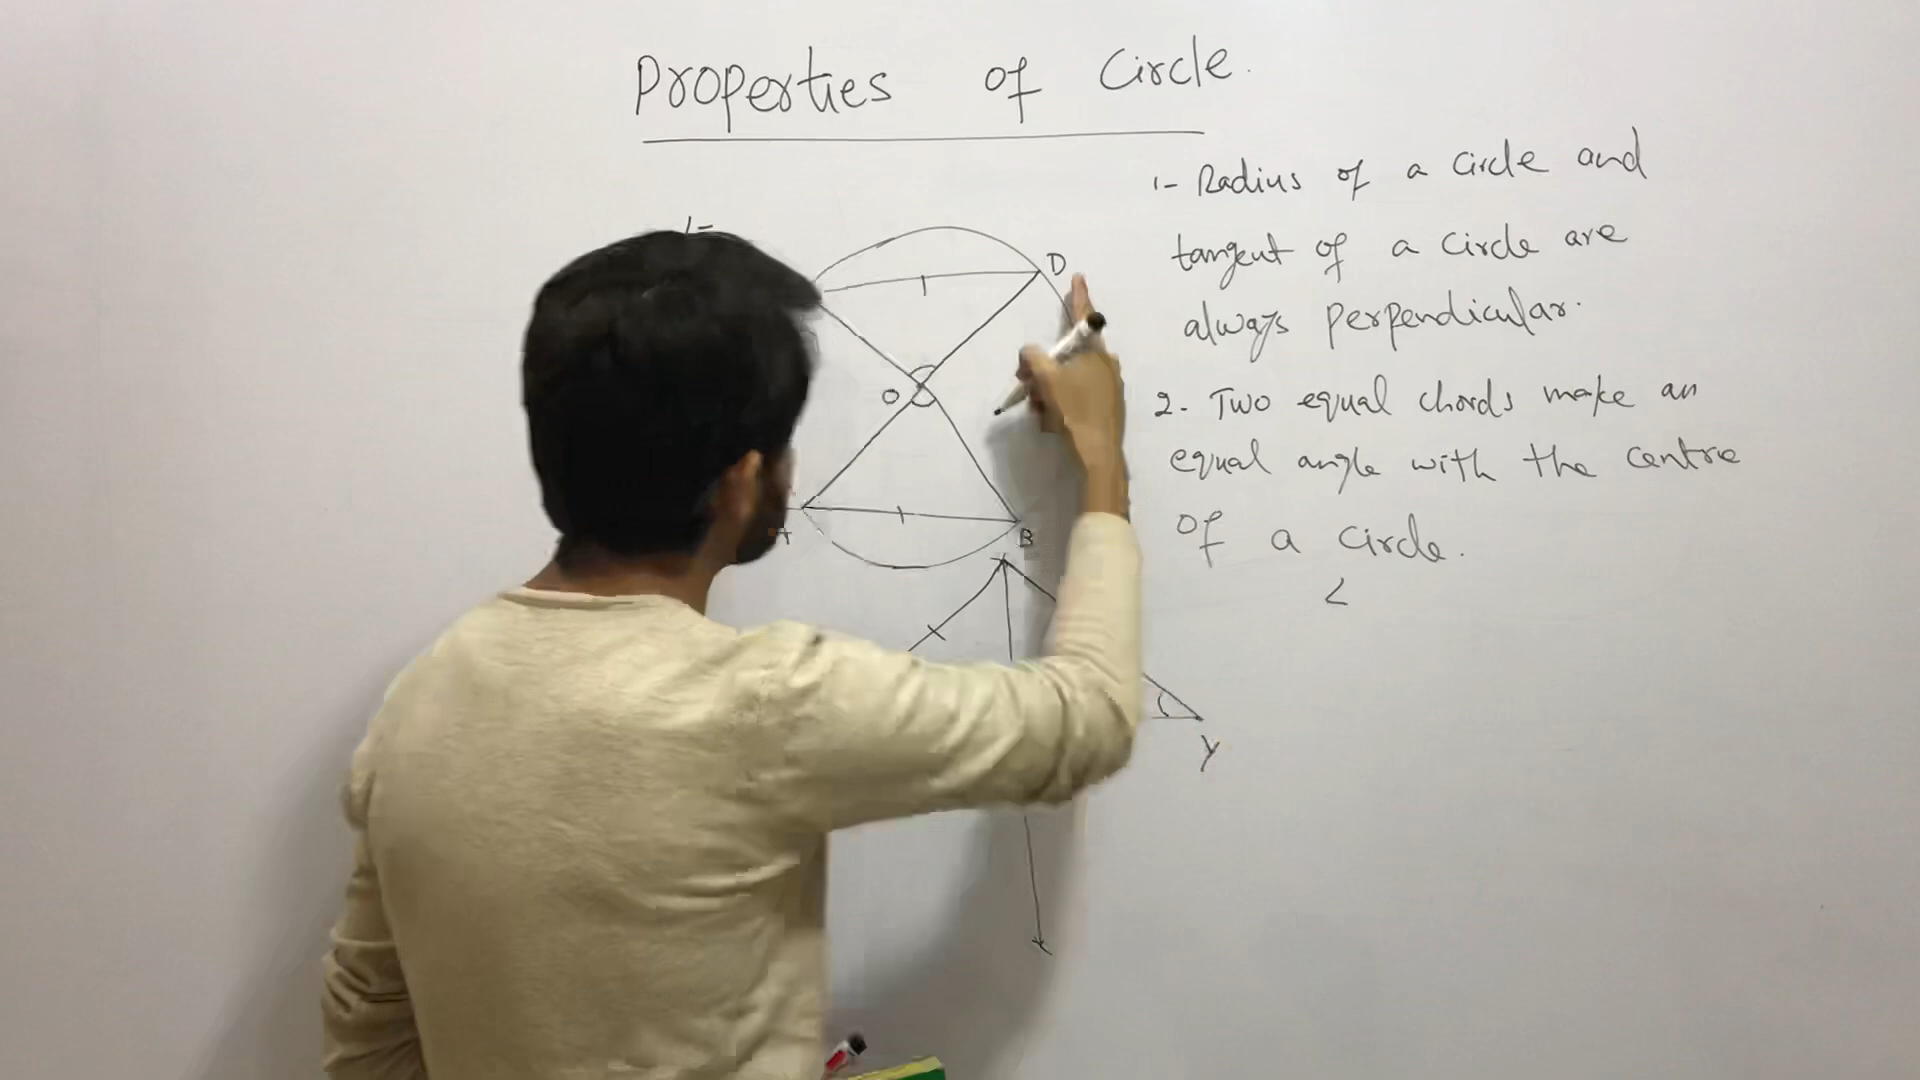 Properties of Circle.
1- Radius of a circle and
tangent of a circle are
always perpendicular.
2. Two equal chords make an
equal angle with the centre
of a circle.
<
1-
D
O
A
B
Y